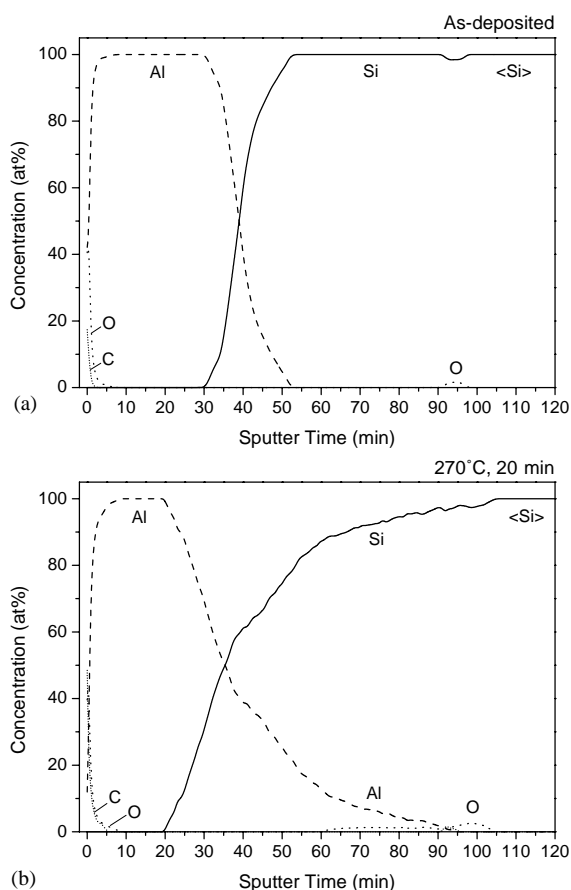 As-deposited
100
80
60
40
20
0
Concentration (at%)
Al
Si
<Si>
O
C
O
0 10 20 30 40 50 60 70 80 90 100 110 120
(a)
Sputter Time (min)
270°C, 20 min
100
80
60
40
20
0
Concentration (at%)
Al
Si
<Si>
C
O
Al
O
0 10 20 30 40 50 60 70 80 90 100 110 120
(b)
Sputter Time (min)